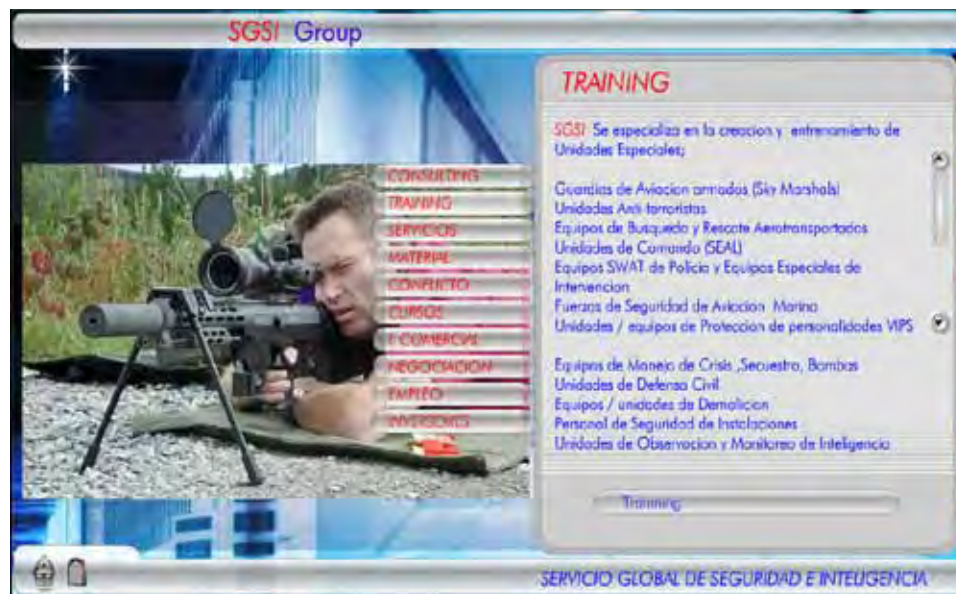 SGSI Group
CONSULTING
TRAINING
SERVICIOS
MATERIAL
CONFLICTO
CURSOS
E COMERCIAL
NEGOCIACION
EMPLEO
INVERSORES
TRAINING
SGSI Se especializa en la creacion y entrenamiento de
Unidades Especiales;
Guardias de Aviacion armados (Sky Marshals)
Unidades Anti-terroristas
Equipos de Busqueda y Rescate Aerotransportados
Unidades de Comando (SEAL)
Equipos SWAT de Policia y Equipos Especiales de
Intervencion
Fuerzas de Seguridad de Aviacion Marina
Unidades / equipos de Proteccion de personalidades VIPS
Equipos de Manejo de Crisis ,Secuestro, Bombas
Unidades de Defensa Civil
Equipos / unidades de Demolicion
Personal de Seguridad de Instalaciones
Unidades de Observacion y Monitoreo de Inteligencia
SERVICIO GLOBAL DE SEGURIDAD E INTELIGENCIA